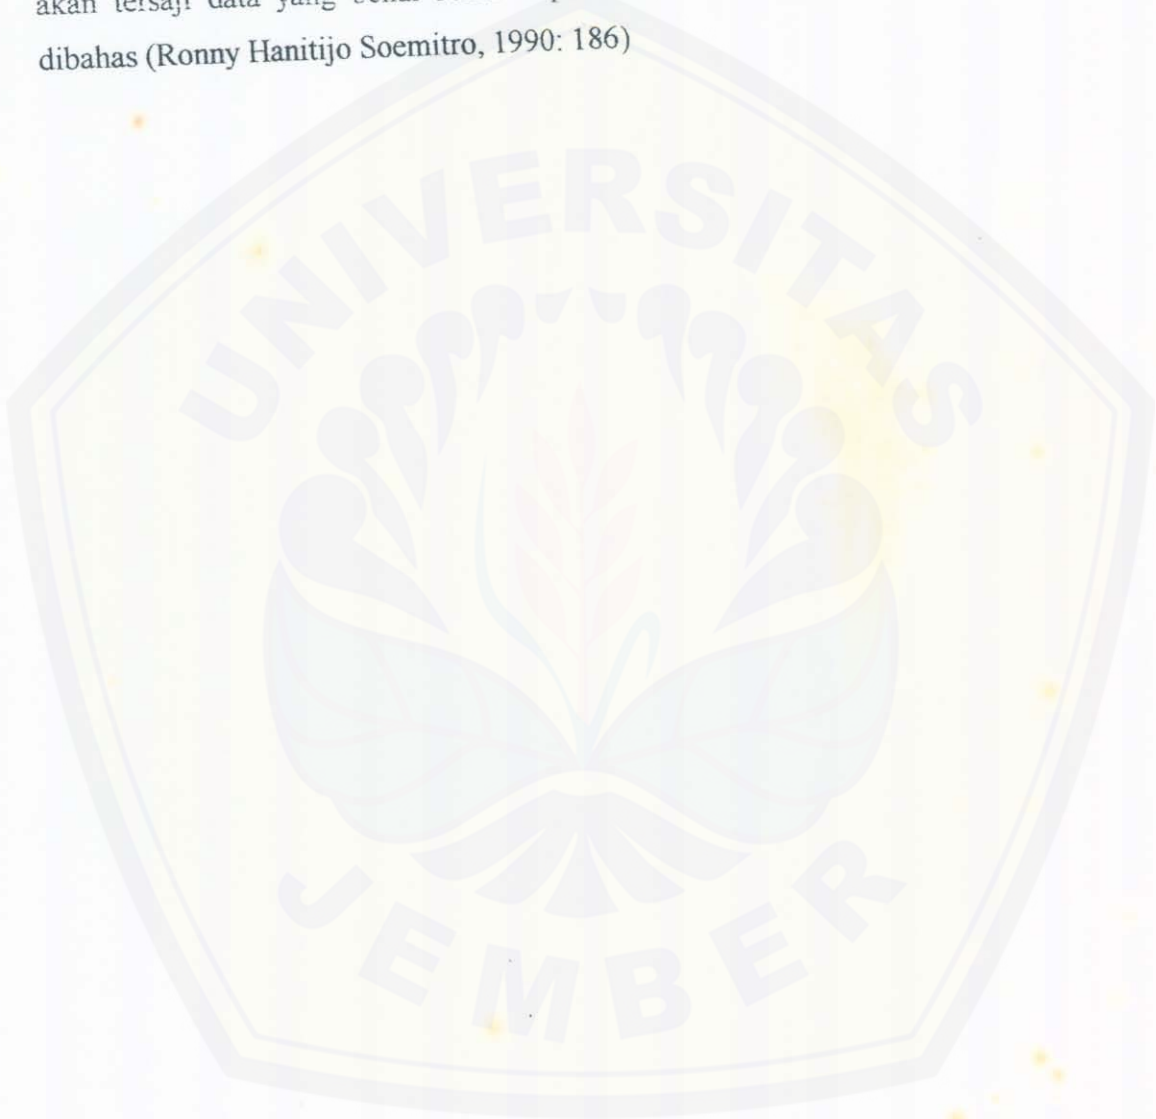 akan tersaji data yang
dibahas (Ronny Hanitijo Soemitro, 1990: 186)
UNIVERSITAS
JEMBER